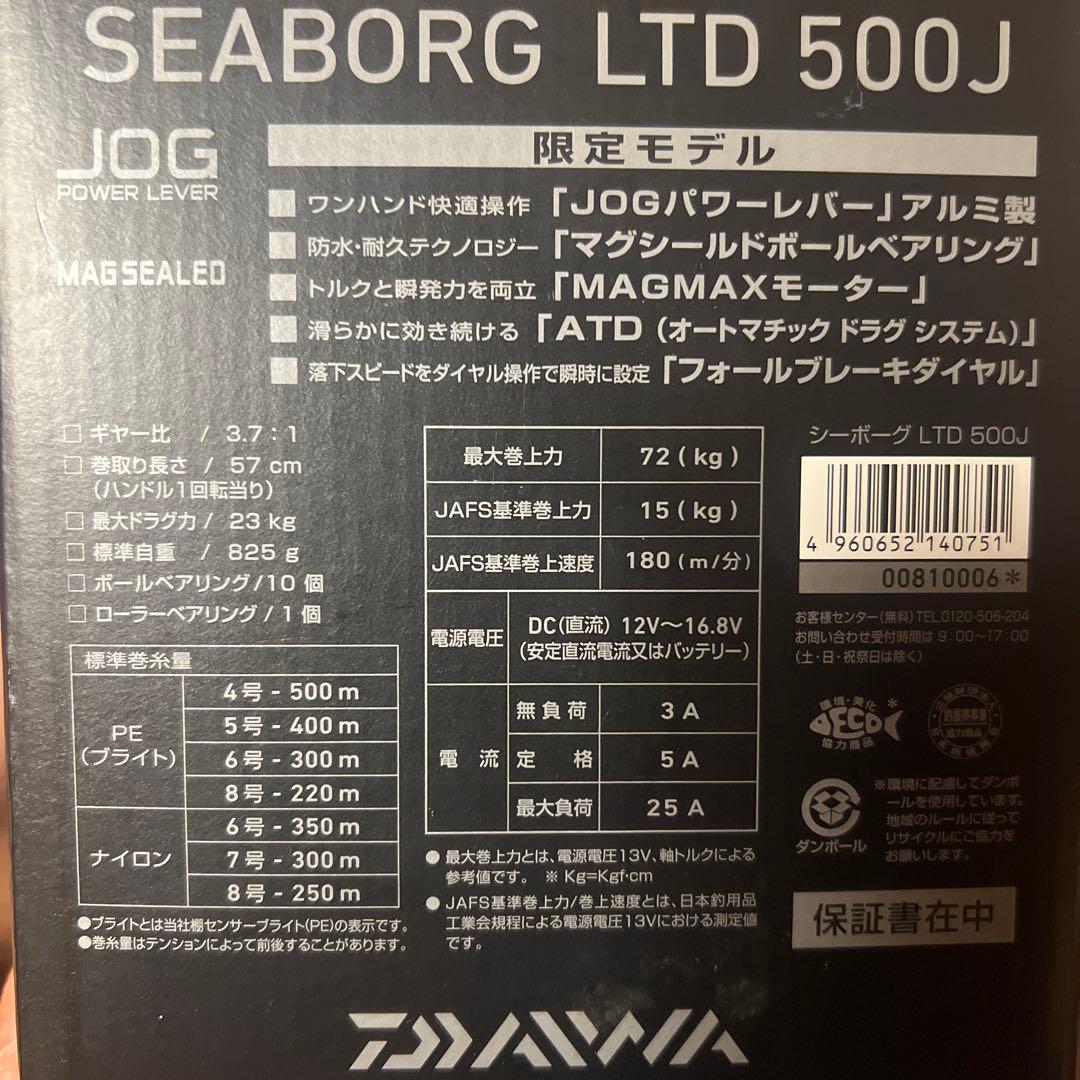 SEABORG LTD 500J
JOG
POWER LEVER
MAGSEALED
限定モデル
■ ワンハンド快適操作「JOGパワーレバー」アルミ製
■ 防水・耐久テクノロジー「マグシールドボールベアリング」
■ トルクと瞬発力を両立「MAGMAXモーター」
■ 滑らかに効き続ける「ATD（オートマチック ドラグ システム）」
■ 落下スピードをダイヤル操作で瞬時に設定「フォールブレーキダイヤル」
□ ギヤー比 / 3.7：1
□ 巻取り長さ / 57 cm
（ハンドル1回転当り）
□ 最大ドラグ力 / 23 kg
□ 標準自重 / 825 g
□ ボールベアリング/10 個
□ ローラーベアリング / 1 個
標準巻糸量
PE
（ブライト）
4号 - 500 m
5号 - 400 m
6号 - 300 m
8号 - 220 m
ナイロン
6号 - 350 m
7号 - 300 m
8号 - 250 m
●ブライトとは当社棚センサーブライト(PE)の表示です。
●巻糸量はテンションによって前後することがあります。
最大巻上力 72 ( kg )
JAFS基準巻上力 15 ( kg )
JAFS基準巻上速度 180 ( m/分)
電源電圧 DC(直流) 12V〜16.8V
（安定直流電流又はバッテリー）
電 流
無 負 荷 3 A
定 格 5 A
最大負荷 25 A
● 最大巻上力とは、電源電圧13V、軸トルクによる
参考値です。 ※ Kg=Kgf・cm
● JAFS基準巻上力/巻上速度とは、日本釣用品
工業会規程による電源電圧13Vにおける測定値
です。
シーボーグ LTD 500J
4 960652 140751
00810006＊
お客様センター（無料）TEL.0120-506-204
お問い合わせ受付時間は 9：00〜17：00
（土・日・祝祭日は除く）
環境・美化
ECO
協力商品
釣振興事業
協力商品
ダンボール
※環境に配慮してダンボ
ールを使用しています。
地域のルールに従って
リサイクルにご協力を
お願いします。
保証書在中
DAIWA